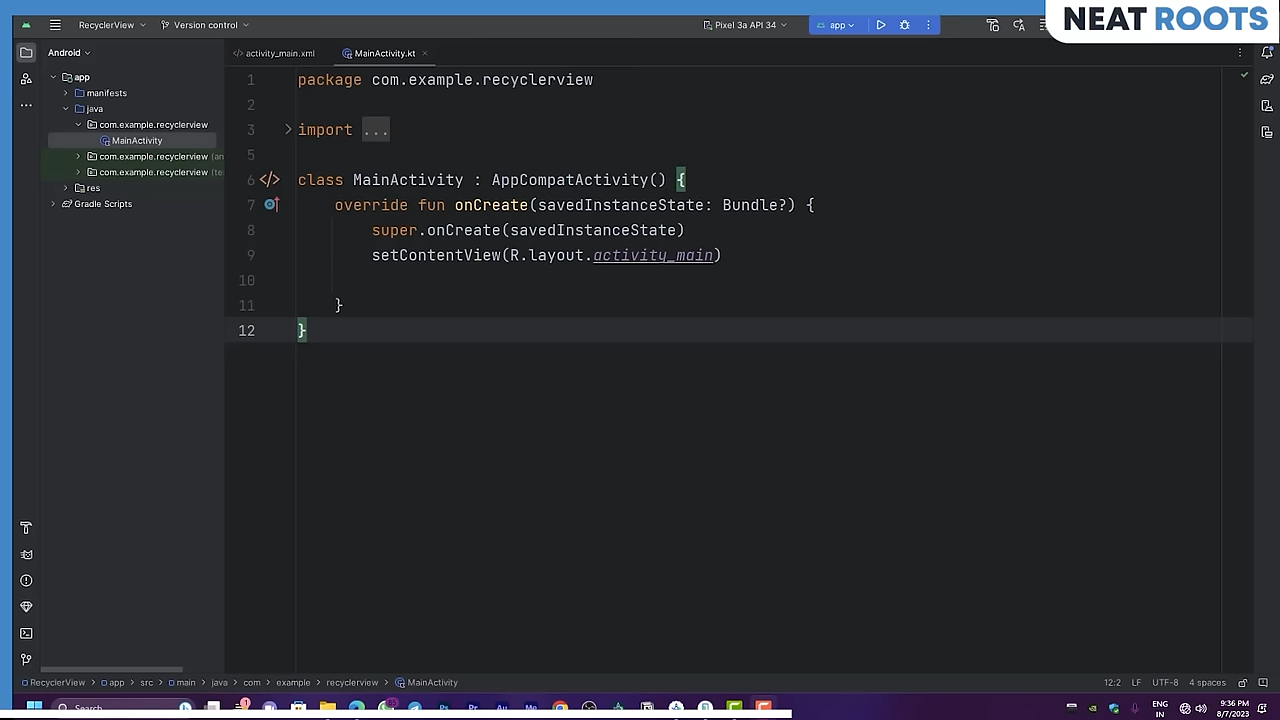 NEAT ROOTS
RecyclerView
Version control
Pixel 3a API 34
app
Android
activity_main.xml
MainActivity.kt
app
manifests
java
com.example.recyclerview
MainActivity
com.example.recyclerview (an
com.example.recyclerview (te
res
Gradle Scripts
1 package com.example.recyclerview
2
3 import ...
5
6 class MainActivity : AppCompatActivity() {
7 override fun onCreate(savedInstanceState: Bundle?) {
8 super.onCreate(savedInstanceState)
9 setContentView(R.layout.activity_main)
10
11 }
12 }
RecyclerView > app > src > main > java > com > example > recyclerview > MainActivity
12:2 LF UTF-8 4 spaces
Search
ENG
IN
9:36 PM
8/7/2023